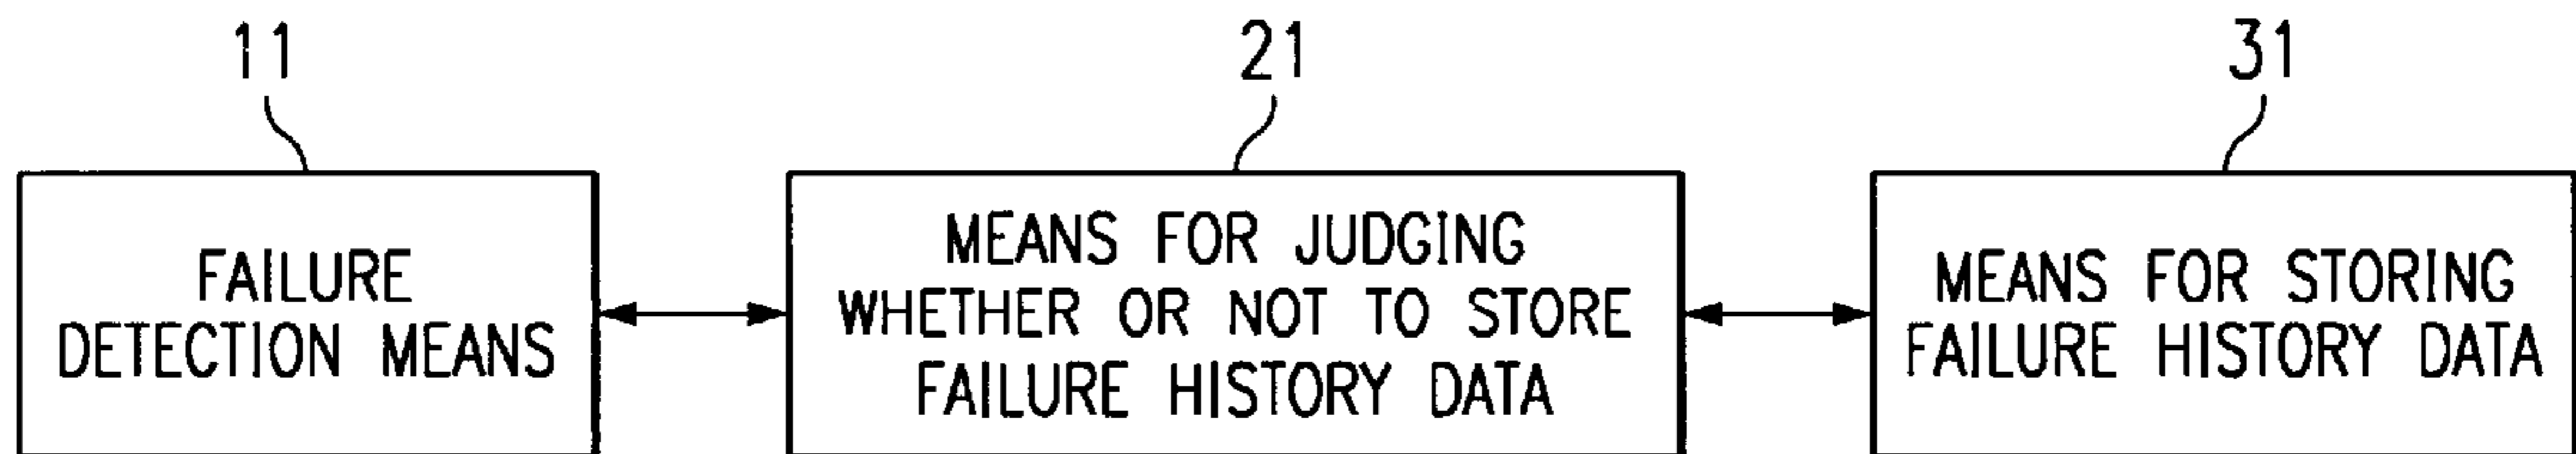 11
21
31
FAILURE
DETECTION MEANS
MEANS FOR JUDGING
WHETHER OR NOT TO STORE
FAILURE HISTORY DATA
MEANS FOR STORING
FAILURE HISTORY DATA